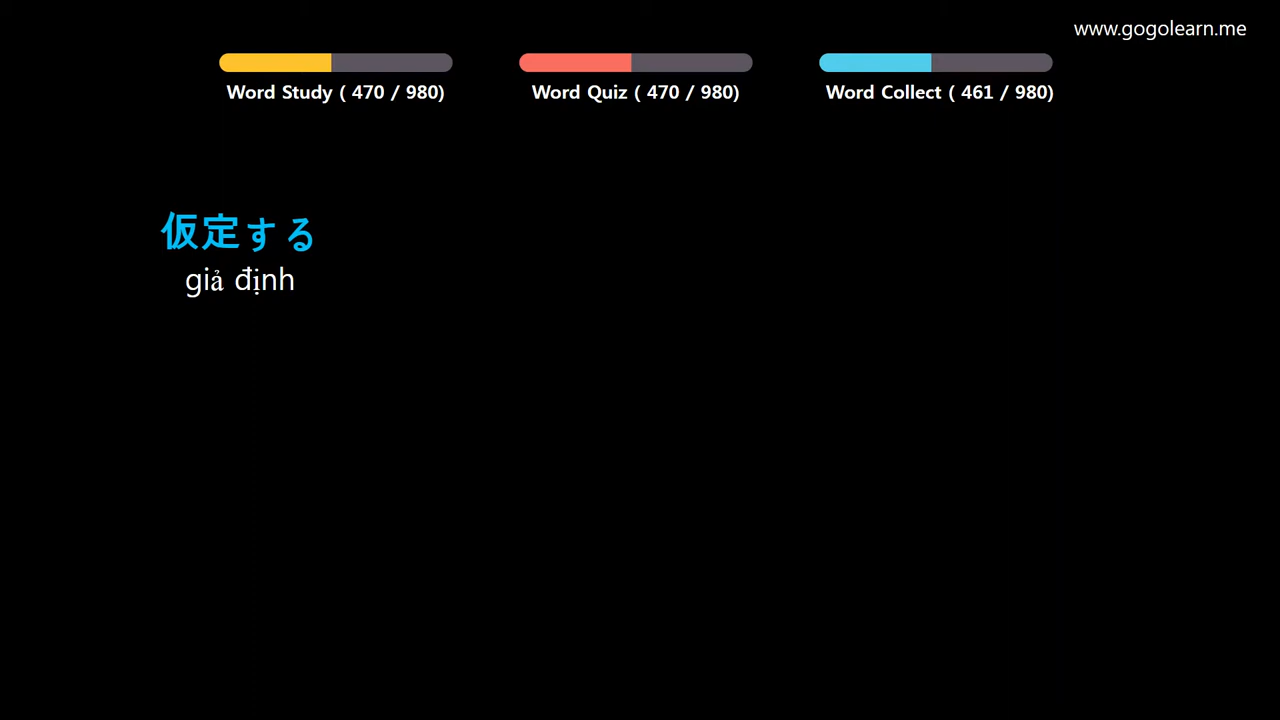 www.gogolearn.me
Word Study ( 470 / 980)
Word Quiz ( 470 / 980)
Word Collect ( 461 / 980)
仮定する
giả định